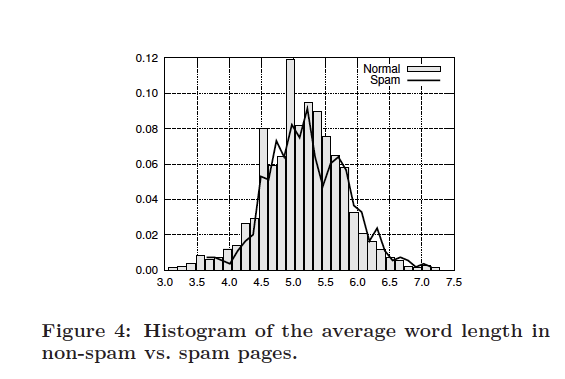 0.12
Normal
Spam
0.10
0.08
0.06
0.04
0.02
0.00
3.0 3.5 4.0 4.5 5.0 5.5 6.0 6.5 7.0 7.5
Figure 4: Histogram of the average word length in
non-spam vs. spam pages.